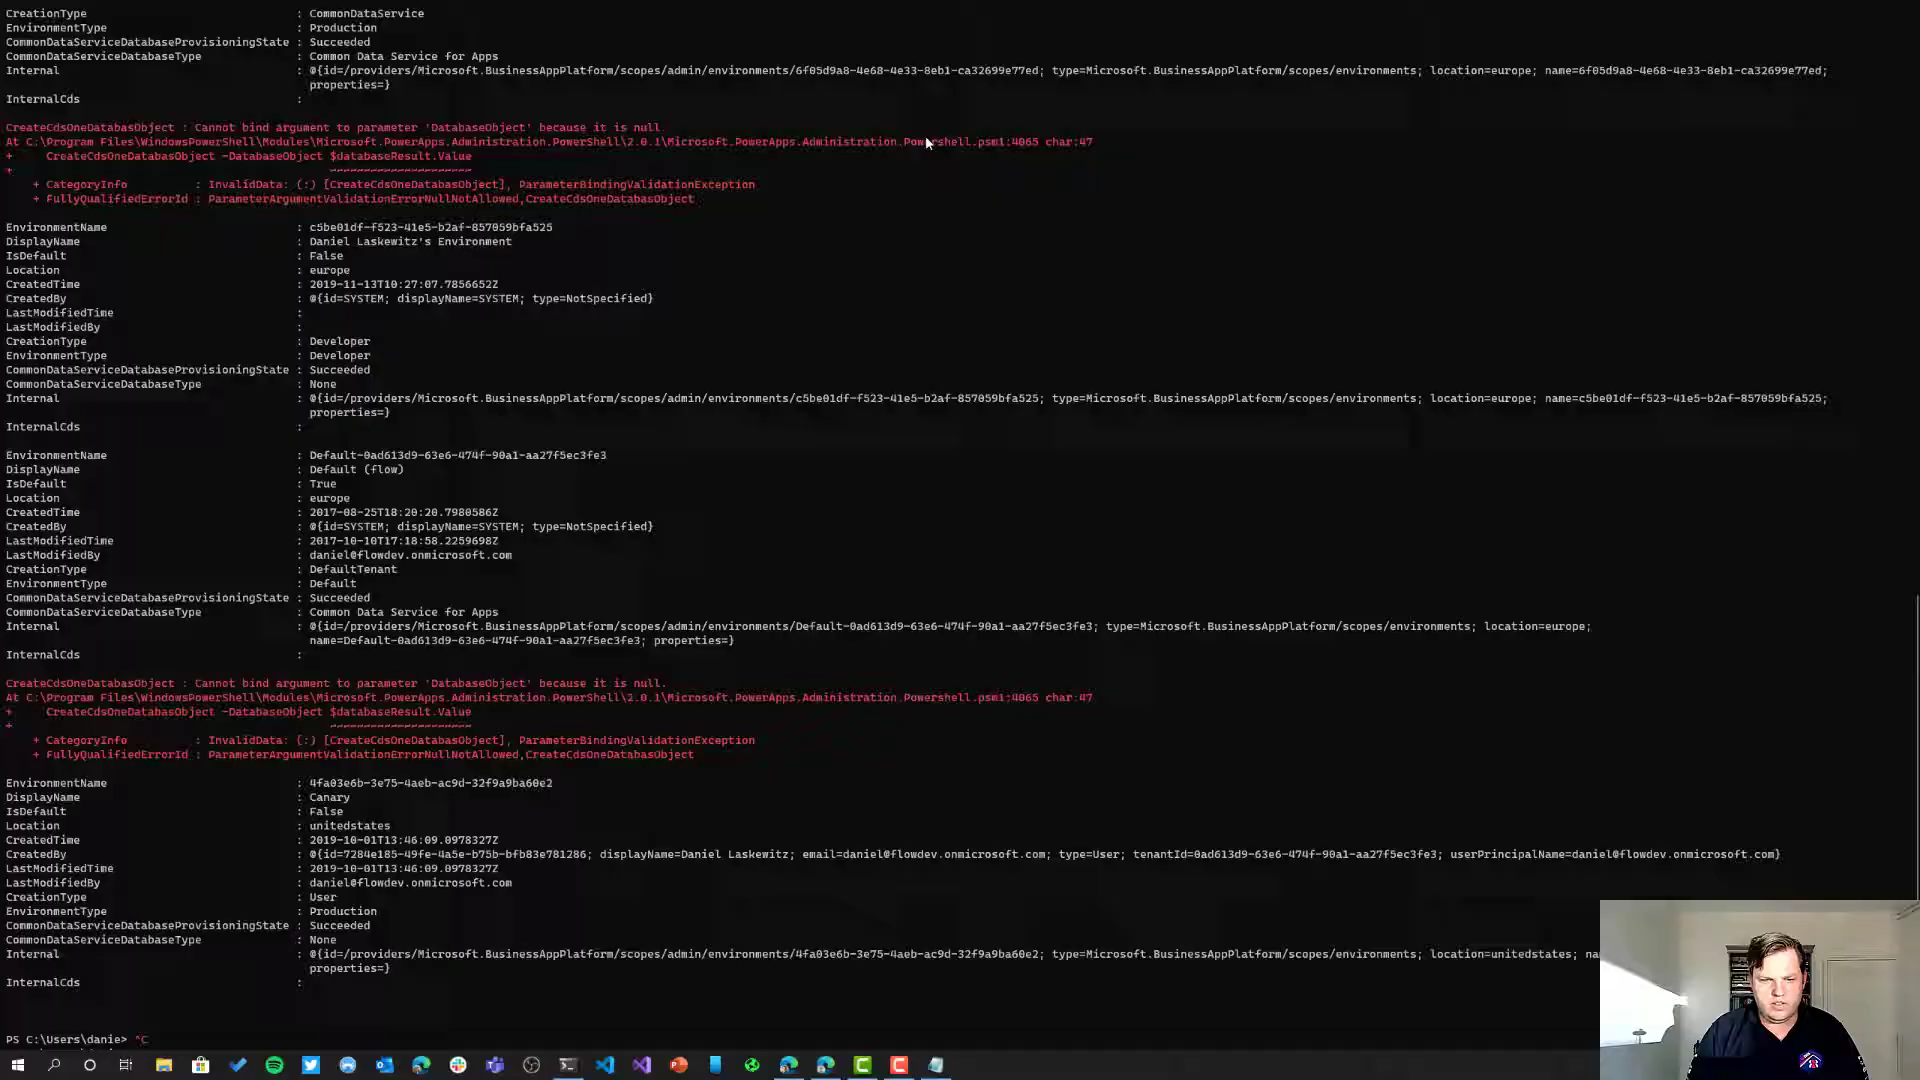 CreationType : CommonDataService
EnvironmentType : Production
CommonDataServiceDatabaseProvisioningState : Succeeded
CommonDataServiceDatabaseType : Common Data Service for Apps
Internal : @{id=/providers/Microsoft.BusinessAppPlatform/scopes/admin/environments/6f05d9a8-4e68-4e33-8eb1-ca32699e77ed; type=Microsoft.BusinessAppPlatform/scopes/environments; location=europe; name=6f05d9a8-4e68-4e33-8eb1-ca32699e77ed;
properties=}
InternalCds :
CreateCdsOneDatabasObject : Cannot bind argument to parameter 'DatabaseObject' because it is null.
At C:\Program Files\WindowsPowerShell\Modules\Microsoft.PowerApps.Administration.PowerShell\2.0.1\Microsoft.PowerApps.Administration.Powershell.psm1:4065 char:47
+ CreateCdsOneDatabasObject -DatabaseObject $databaseResult.Value
+ ~~~~~~~~~~~~~~~~~~~~~
+ CategoryInfo : InvalidData: (:) [CreateCdsOneDatabasObject], ParameterBindingValidationException
+ FullyQualifiedErrorId : ParameterArgumentValidationErrorNullNotAllowed,CreateCdsOneDatabasObject
EnvironmentName : c5be01df-f523-41e5-b2af-857059bfa525
DisplayName : Daniel Laskewitz's Environment
IsDefault : False
Location : europe
CreatedTime : 2019-11-13T10:27:07.7856652Z
CreatedBy : @{id=SYSTEM; displayName=SYSTEM; type=NotSpecified}
LastModifiedTime :
LastModifiedBy :
CreationType : Developer
EnvironmentType : Developer
CommonDataServiceDatabaseProvisioningState : Succeeded
CommonDataServiceDatabaseType : None
Internal : @{id=/providers/Microsoft.BusinessAppPlatform/scopes/admin/environments/c5be01df-f523-41e5-b2af-857059bfa525; type=Microsoft.BusinessAppPlatform/scopes/environments; location=europe; name=c5be01df-f523-41e5-b2af-857059bfa525;
properties=}
InternalCds :
EnvironmentName : Default-0ad613d9-63e6-474f-90a1-aa27f5ec3fe3
DisplayName : Default (flow)
IsDefault : True
Location : europe
CreatedTime : 2017-08-25T18:20:20.7980586Z
CreatedBy : @{id=SYSTEM; displayName=SYSTEM; type=NotSpecified}
LastModifiedTime : 2017-10-10T17:18:58.2259698Z
LastModifiedBy : daniel@flowdev.onmicrosoft.com
CreationType : DefaultTenant
EnvironmentType : Default
CommonDataServiceDatabaseProvisioningState : Succeeded
CommonDataServiceDatabaseType : Common Data Service for Apps
Internal : @{id=/providers/Microsoft.BusinessAppPlatform/scopes/admin/environments/Default-0ad613d9-63e6-474f-90a1-aa27f5ec3fe3; type=Microsoft.BusinessAppPlatform/scopes/environments; location=europe;
name=Default-0ad613d9-63e6-474f-90a1-aa27f5ec3fe3; properties=}
InternalCds :
CreateCdsOneDatabasObject : Cannot bind argument to parameter 'DatabaseObject' because it is null.
At C:\Program Files\WindowsPowerShell\Modules\Microsoft.PowerApps.Administration.PowerShell\2.0.1\Microsoft.PowerApps.Administration.Powershell.psm1:4065 char:47
+ CreateCdsOneDatabasObject -DatabaseObject $databaseResult.Value
+ ~~~~~~~~~~~~~~~~~~~~~
+ CategoryInfo : InvalidData: (:) [CreateCdsOneDatabasObject], ParameterBindingValidationException
+ FullyQualifiedErrorId : ParameterArgumentValidationErrorNullNotAllowed,CreateCdsOneDatabasObject
EnvironmentName : 4fa03e6b-3e75-4aeb-ac9d-32f9a9ba60e2
DisplayName : Canary
IsDefault : False
Location : unitedstates
CreatedTime : 2019-10-01T13:46:09.0978327Z
CreatedBy : @{id=7284e185-49fe-4a5e-b75b-bfb83e781286; displayName=Daniel Laskewitz; email=daniel@flowdev.onmicrosoft.com; type=User; tenantId=0ad613d9-63e6-474f-90a1-aa27f5ec3fe3; userPrincipalName=daniel@flowdev.onmicrosoft.com}
LastModifiedTime : 2019-10-01T13:46:09.0978327Z
LastModifiedBy : daniel@flowdev.onmicrosoft.com
CreationType : User
EnvironmentType : Production
CommonDataServiceDatabaseProvisioningState : Succeeded
CommonDataServiceDatabaseType : None
Internal : @{id=/providers/Microsoft.BusinessAppPlatform/scopes/admin/environments/4fa03e6b-3e75-4aeb-ac9d-32f9a9ba60e2; type=Microsoft.BusinessAppPlatform/scopes/environments; location=unitedstates; na
properties=}
InternalCds :
PS C:\Users\danie> ^C